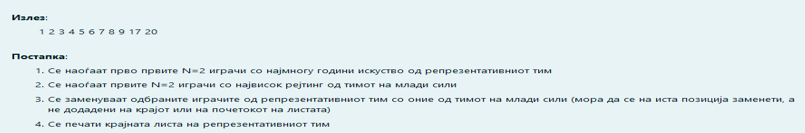 Излез:
1 2 3 4 5 6 7 8 9 17 20
Постапка:
1. Се наоѓаат прво првите N=2 играчи со најмногу години искуство од репрезентативниот тим
2. Се наоѓаат првите N=2 играчи со највисок рејтинг од тимот на млади сили
3. Се заменуваат одбраните играчите од репрезентативниот тим со оние од тимот на млади сили (мора да се на иста позиција заменети, а
не додадени на крајот или на почетокот на листата)
4. Се печати крајната листа на репрезентативниот тим